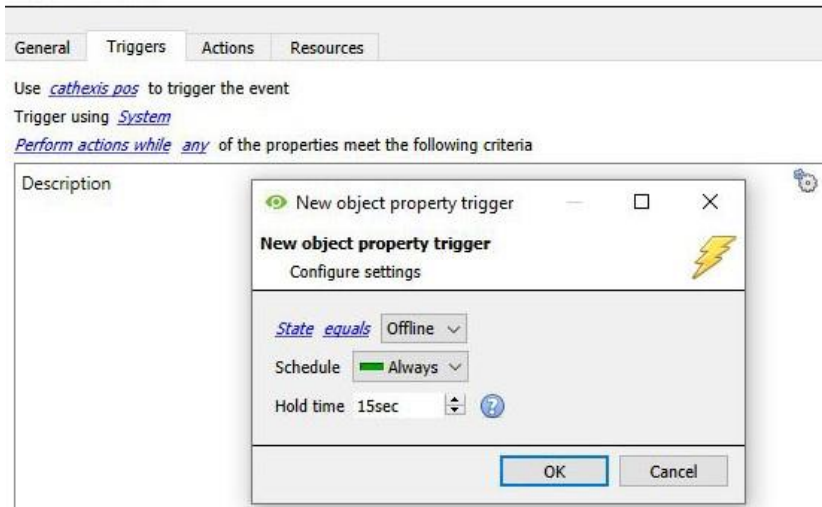 General Triggers Actions Resources
Use cathexis pos to trigger the event
Trigger using System
Perform actions while any of the properties meet the following criteria
Description
New object property trigger
New object property trigger
Configure settings
State equals Offline
Schedule Always
Hold time 15sec
OK Cancel